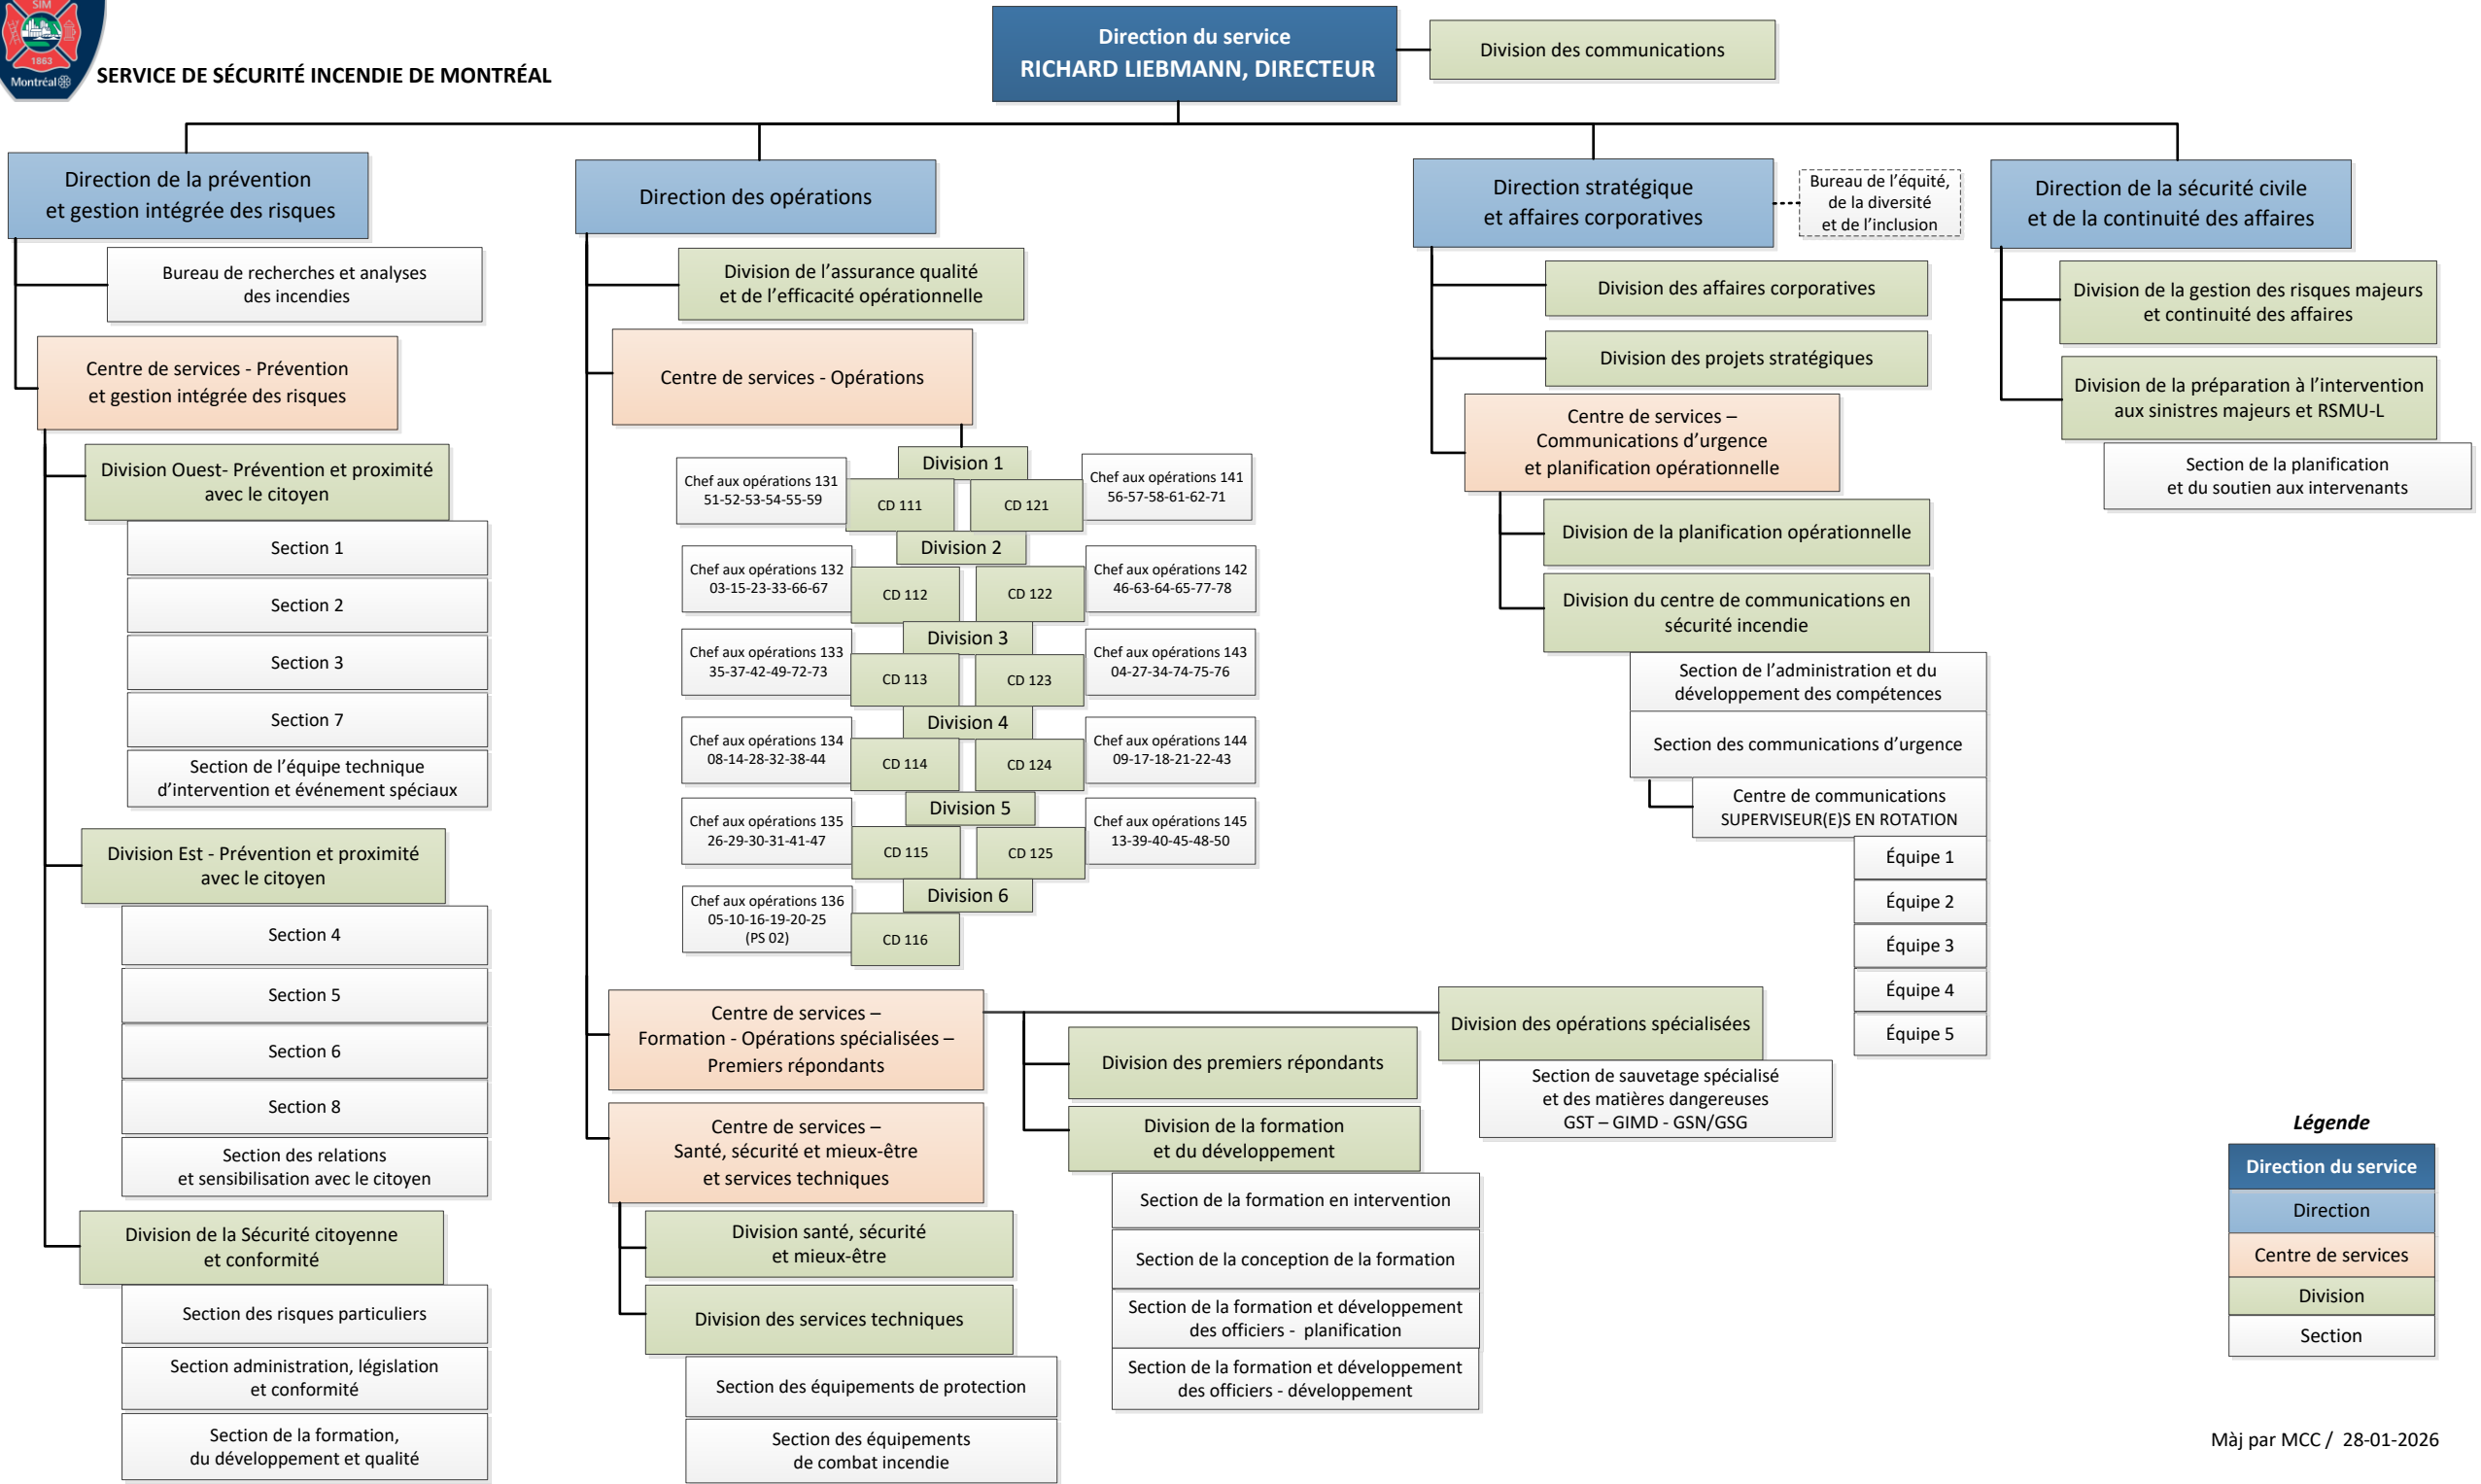 SIM
1863
Montréal
SERVICE DE SÉCURITÉ INCENDIE DE MONTRÉAL
Direction du service
RICHARD LIEBMANN, DIRECTEUR
Division des communications
Direction de la prévention
et gestion intégrée des risques
Bureau de recherches et analyses
des incendies
Centre de services - Prévention
et gestion intégrée des risques
Division Ouest- Prévention et proximité
avec le citoyen
Section 1
Section 2
Section 3
Section 7
Section de l’équipe technique
d’intervention et événement spéciaux
Division Est - Prévention et proximité
avec le citoyen
Section 4
Section 5
Section 6
Section 8
Section des relations
et sensibilisation avec le citoyen
Division de la Sécurité citoyenne
et conformité
Section des risques particuliers
Section administration, législation
et conformité
Section de la formation,
du développement et qualité
Direction des opérations
Division de l’assurance qualité
et de l’efficacité opérationnelle
Centre de services - Opérations
Division 1
Chef aux opérations 131
51-52-53-54-55-59
CD 111
CD 121
Chef aux opérations 141
56-57-58-61-62-71
Division 2
Chef aux opérations 132
03-15-23-33-66-67
CD 112
CD 122
Chef aux opérations 142
46-63-64-65-77-78
Division 3
Chef aux opérations 133
35-37-42-49-72-73
CD 113
CD 123
Chef aux opérations 143
04-27-34-74-75-76
Division 4
Chef aux opérations 134
08-14-28-32-38-44
CD 114
CD 124
Chef aux opérations 144
09-17-18-21-22-43
Division 5
Chef aux opérations 135
26-29-30-31-41-47
CD 115
CD 125
Chef aux opérations 145
13-39-40-45-48-50
Division 6
Chef aux opérations 136
05-10-16-19-20-25
(PS 02)
CD 116
Centre de services –
Formation - Opérations spécialisées –
Premiers répondants
Division des premiers répondants
Division de la formation
et du développement
Section de la formation en intervention
Section de la conception de la formation
Section de la formation et développement
des officiers - planification
Section de la formation et développement
des officiers - développement
Division des opérations spécialisées
Section de sauvetage spécialisé
et des matières dangereuses
GST – GIMD - GSN/GSG
Centre de services –
Santé, sécurité et mieux-être
et services techniques
Division santé, sécurité
et mieux-être
Division des services techniques
Section des équipements de protection
Section des équipements
de combat incendie
Direction stratégique
et affaires corporatives
Bureau de l’équité,
de la diversité
et de l’inclusion
Division des affaires corporatives
Division des projets stratégiques
Centre de services –
Communications d’urgence
et planification opérationnelle
Division de la planification opérationnelle
Division du centre de communications en
sécurité incendie
Section de l’administration et du
développement des compétences
Section des communications d’urgence
Centre de communications
SUPERVISEUR(E)S EN ROTATION
Équipe 1
Équipe 2
Équipe 3
Équipe 4
Équipe 5
Direction de la sécurité civile
et de la continuité des affaires
Division de la gestion des risques majeurs
et continuité des affaires
Division de la préparation à l’intervention
aux sinistres majeurs et RSMU-L
Section de la planification
et du soutien aux intervenants
Légende
Direction du service
Direction
Centre de services
Division
Section
Màj par MCC / 28-01-2026